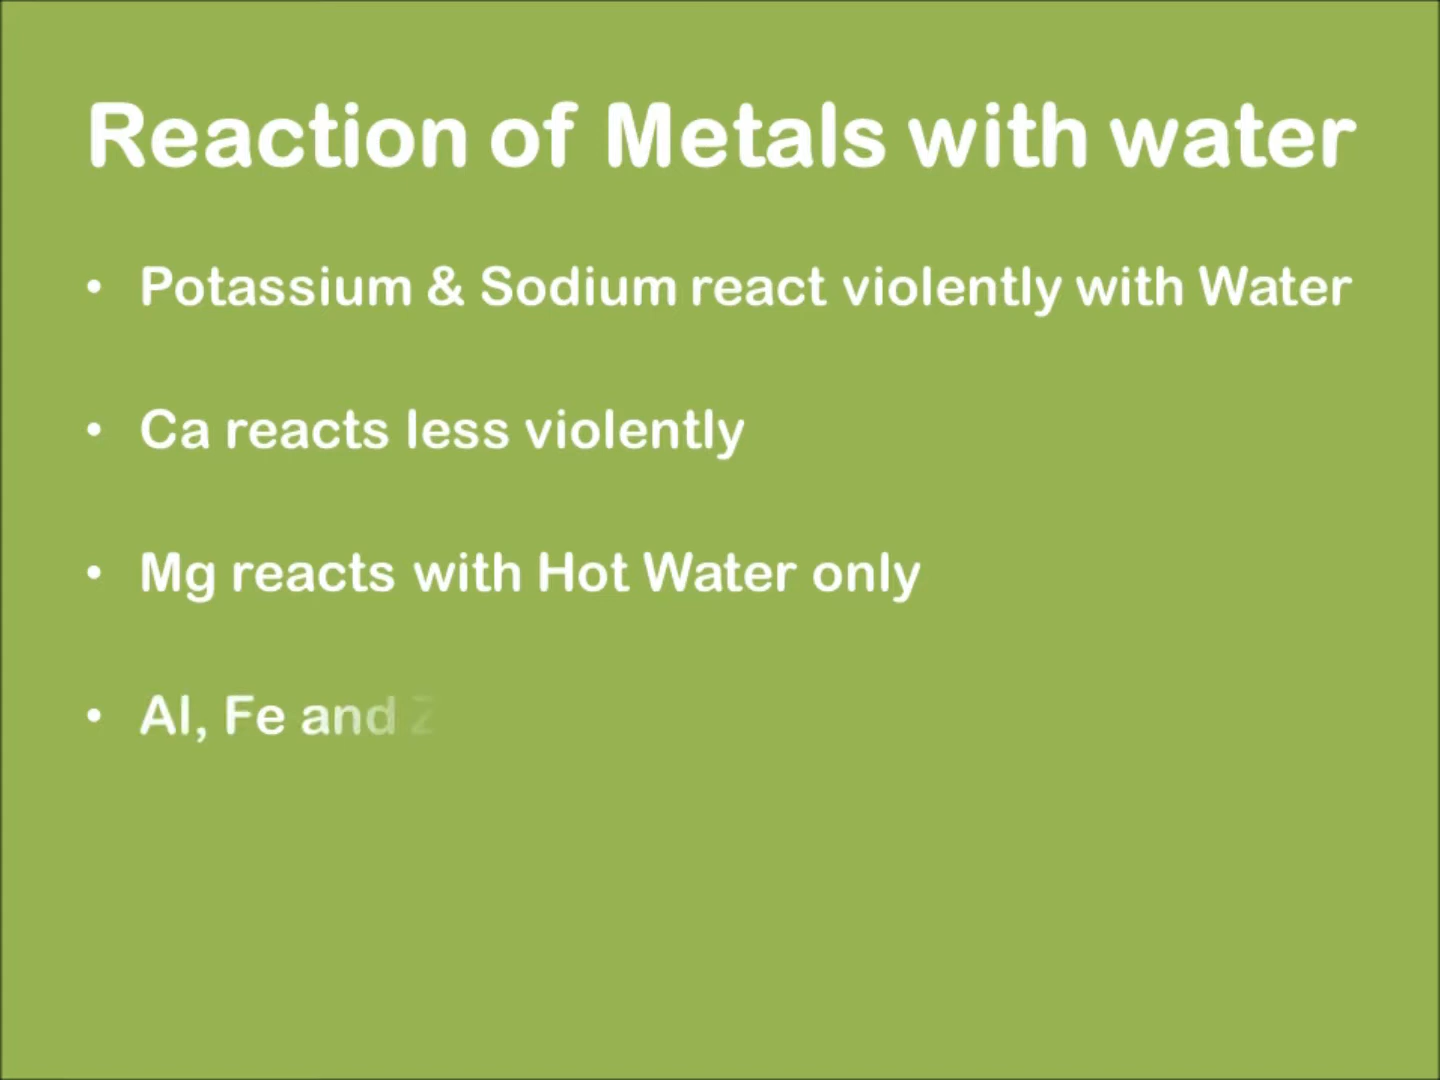 Reaction of Metals with water
• Potassium & Sodium react violently with Water
• Ca reacts less violently
• Mg reacts with Hot Water only
• Al, Fe and